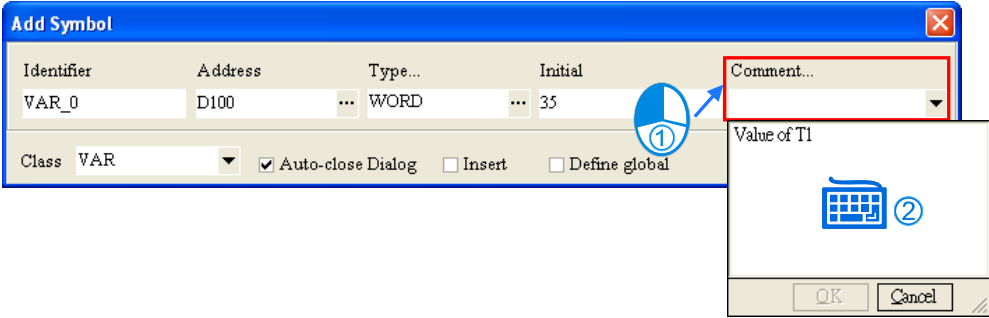 Add Symbol
Identifier Address Type... Initial Comment...
VAR_0 D100 ... WORD ... 35
①
Value of T1
Class VAR Auto-close Dialog Insert Define global
②
OK Cancel